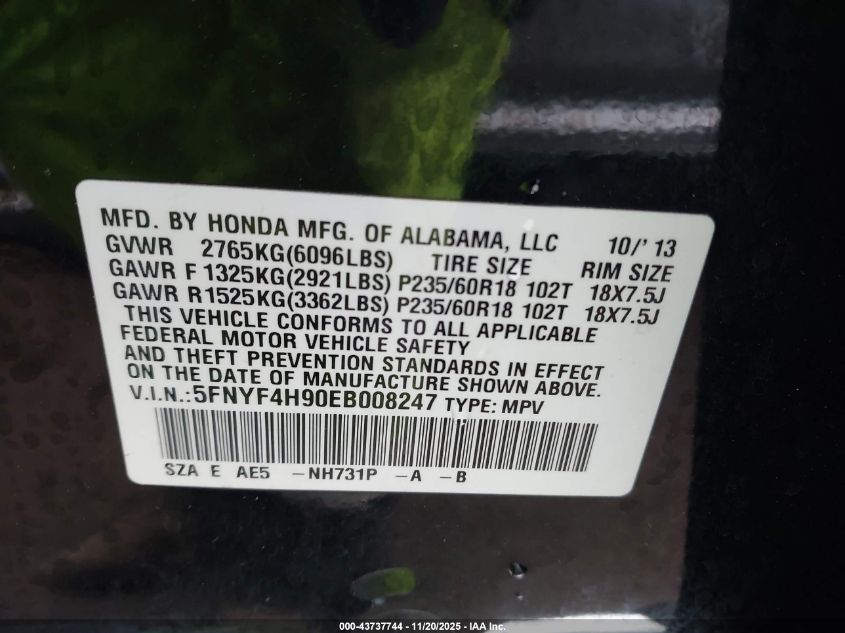 MFD. BY HONDA MFG. OF ALABAMA, LLC 10/' 13
GVWR 2765KG(6096LBS) TIRE SIZE RIM SIZE
GAWR F 1325KG(2921LBS) P235/60R18 102T 18X7.5J
GAWR R1525KG(3362LBS) P235/60R18 102T 18X7.5J
THIS VEHICLE CONFORMS TO ALL APPLICABLE
FEDERAL MOTOR VEHICLE SAFETY
AND THEFT PREVENTION STANDARDS IN EFFECT
ON THE DATE OF MANUFACTURE SHOWN ABOVE.
V.I.N.:5FNYF4H90EB008247 TYPE: MPV
SZA E AE5 -NH731P -A -B
000-43737744 - 11/20/2025 - IAA Inc.